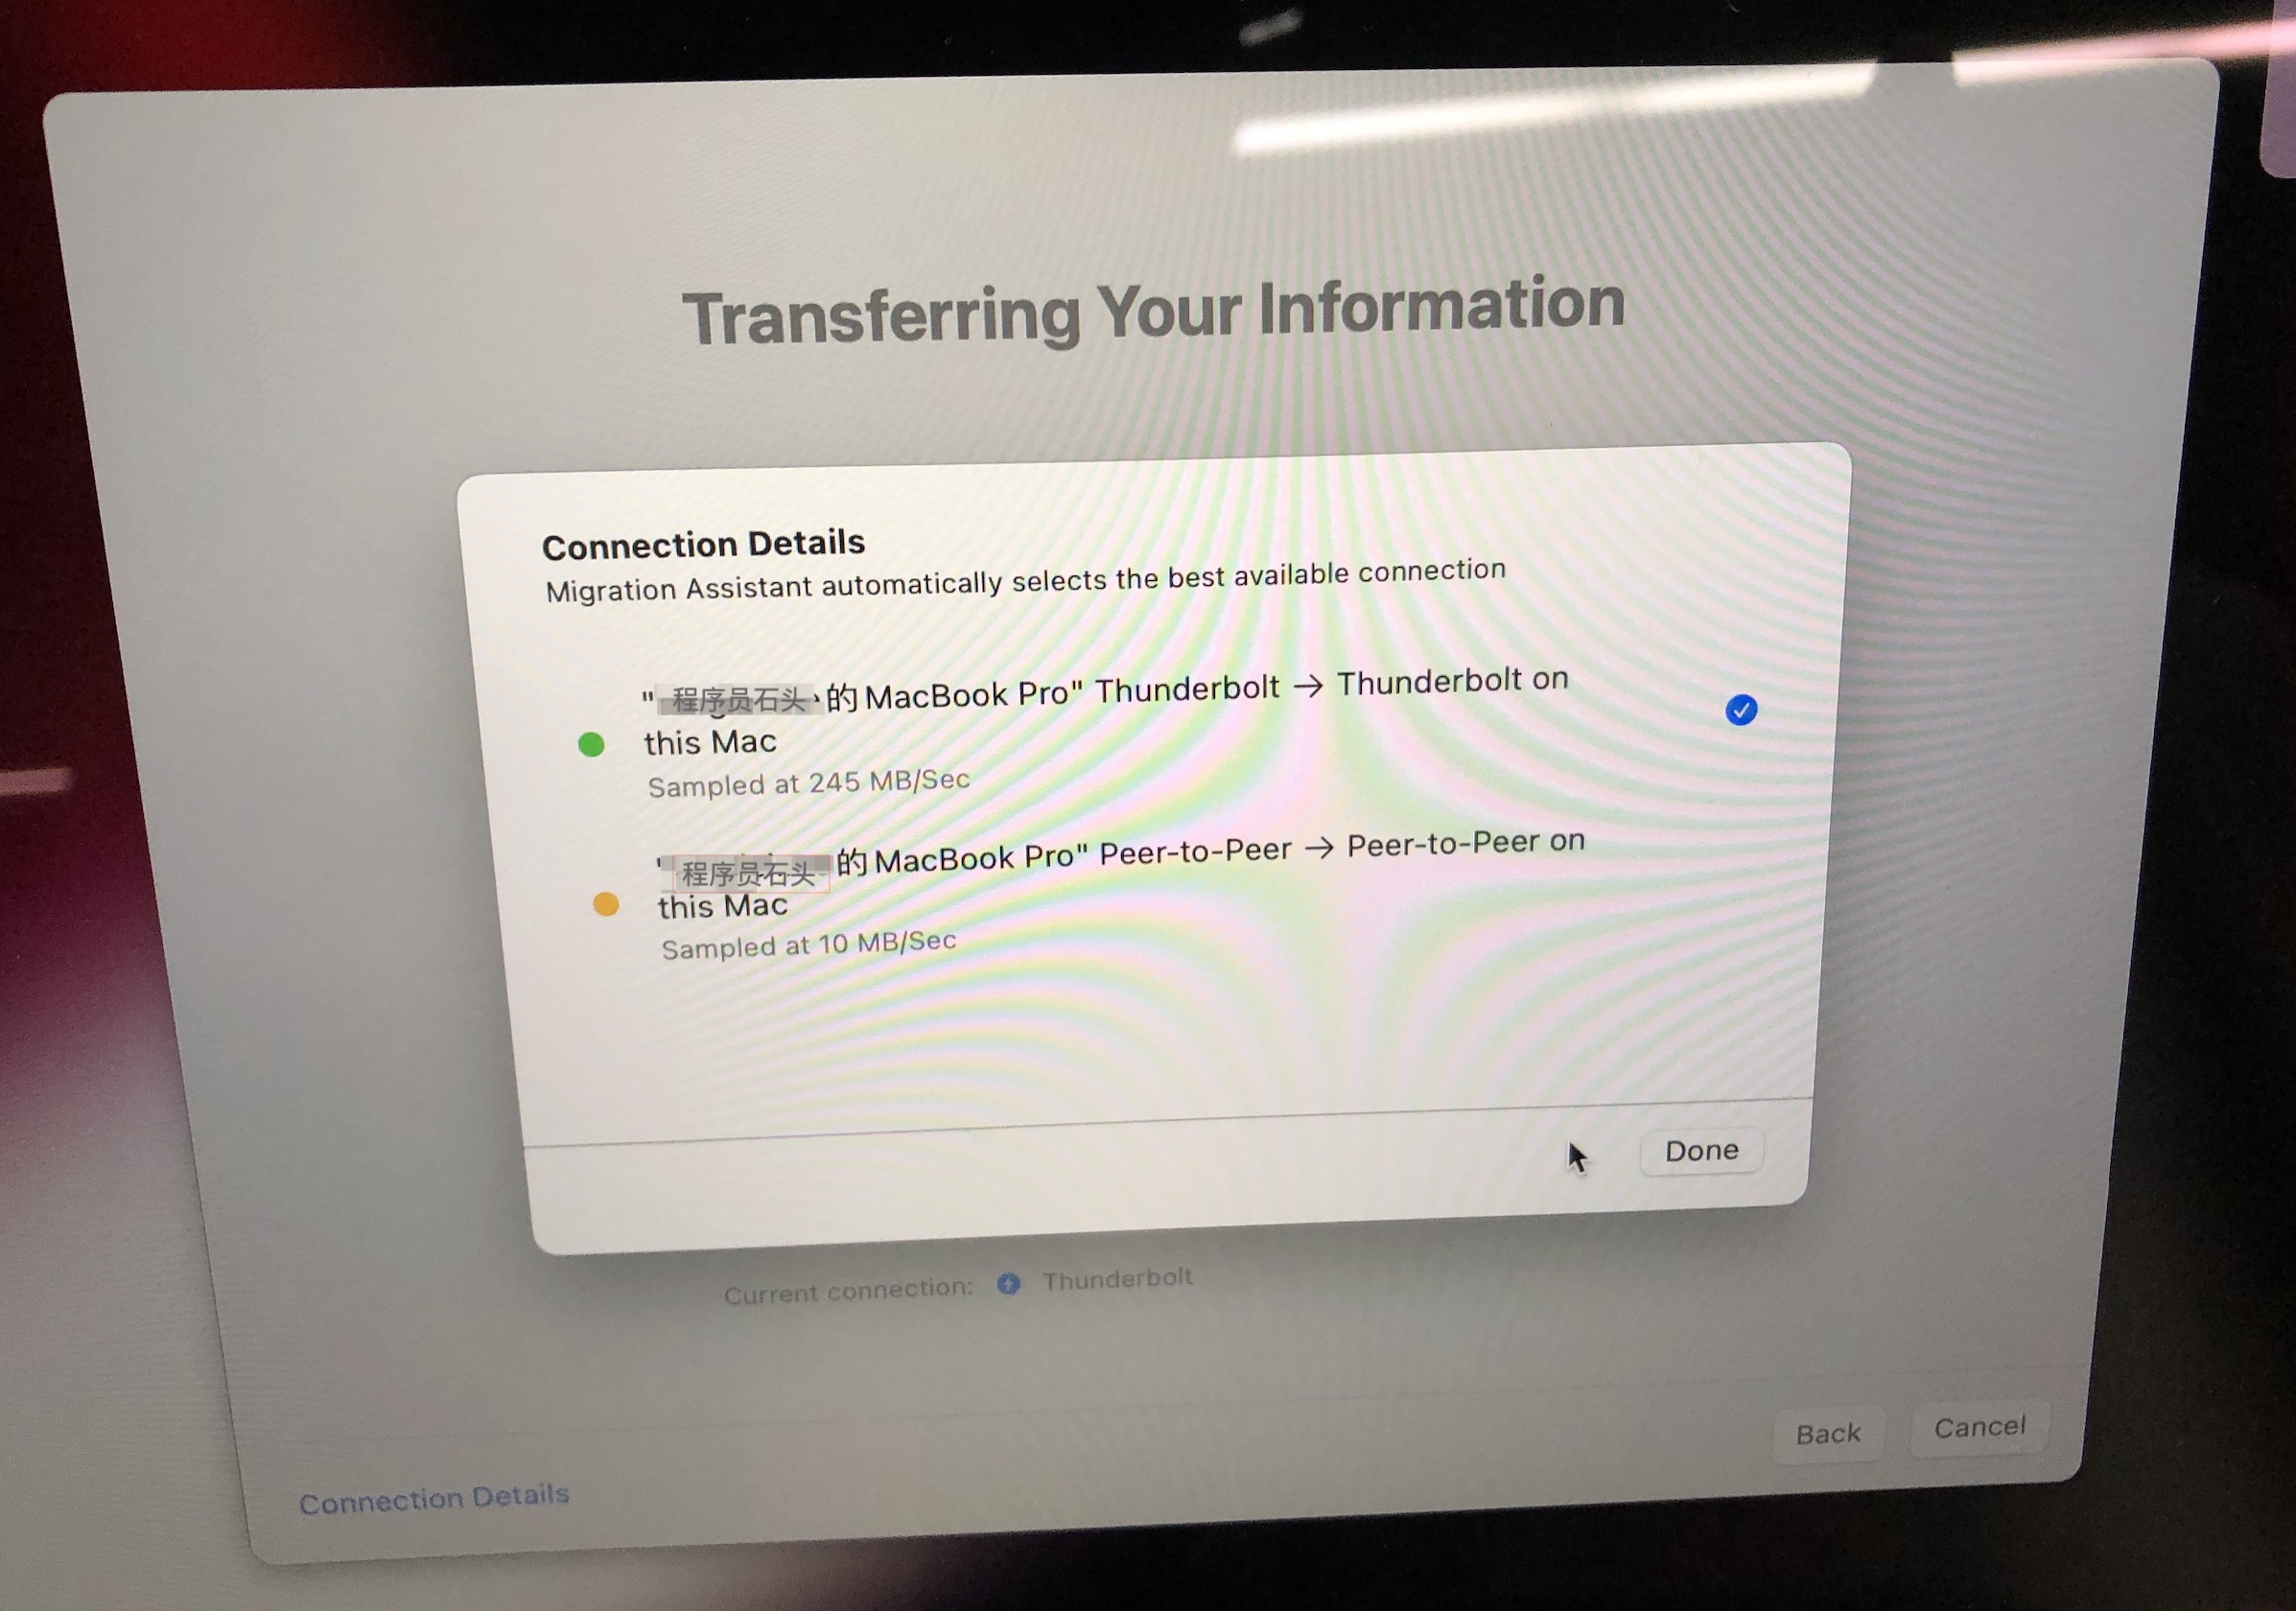 Transferring Your Information
Connection Details
Migration Assistant automatically selects the best available connection
"程序员石头的 MacBook Pro" Thunderbolt → Thunderbolt on
this Mac
Sampled at 245 MB/Sec
'程序员石头的 MacBook Pro" Peer-to-Peer → Peer-to-Peer on
this Mac
Sampled at 10 MB/Sec
Done
Current connection: Thunderbolt
Back Cancel
Connection Details